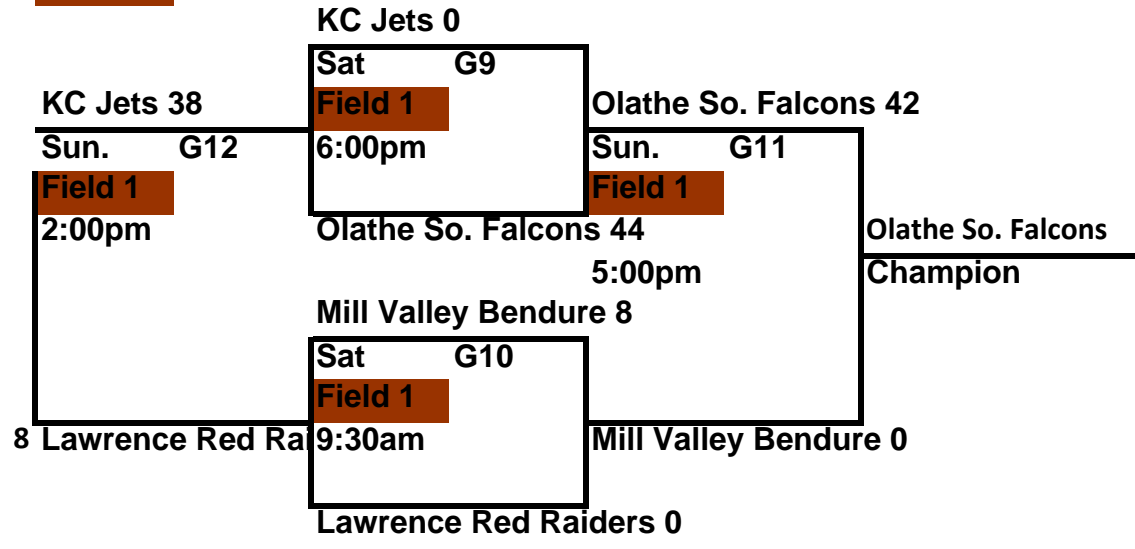 KC Jets 0
Sat G9
KC Jets 38 Field 1 Olathe So. Falcons 42
Sun. G12 6:00pm Sun. G11
Field 1 Field 1
2:00pm Olathe So. Falcons 44 Olathe So. Falcons
5:00pm Champion
Mill Valley Bendure 8
Sat G10
Field 1
8 Lawrence Red Rai 9:30am Mill Valley Bendure 0
Lawrence Red Raiders 0